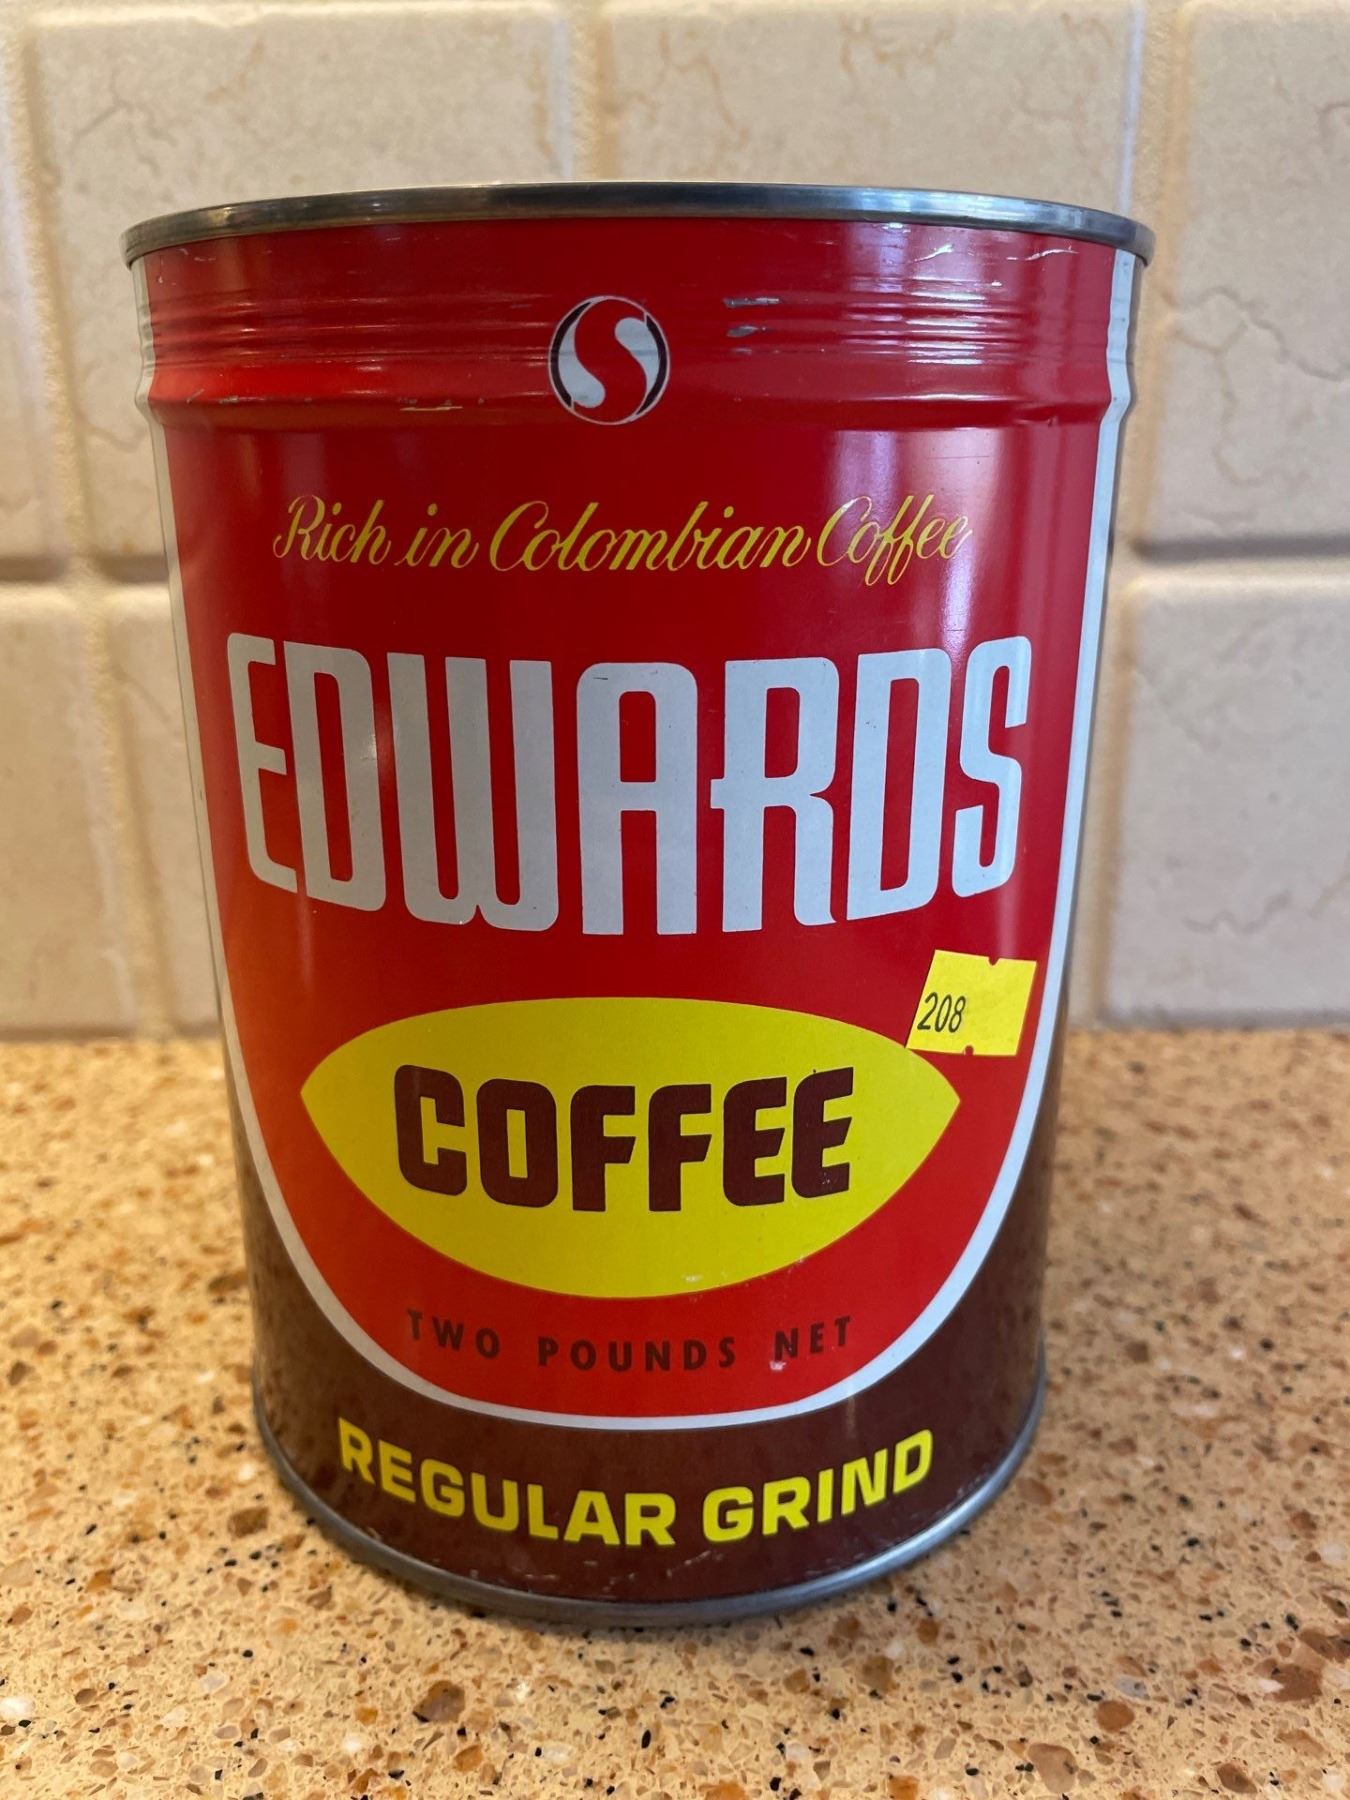 S
Rich in Colombian Coffee
EDWARDS
208
COFFEE
TWO POUNDS NET
REGULAR GRIND